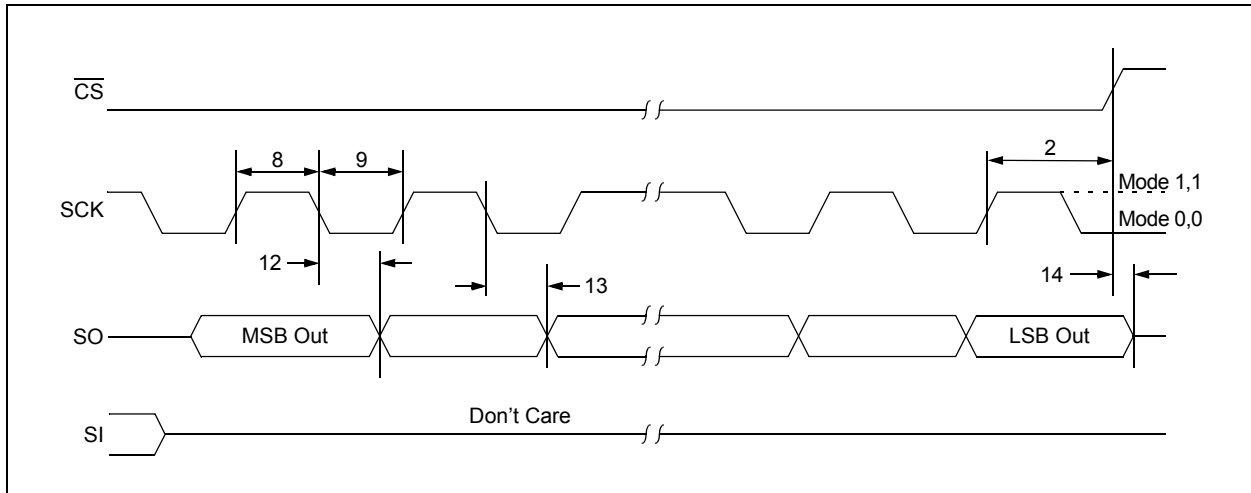 CS
8
9
2
SCK
Mode 1,1
Mode 0,0
12
13
14
SO
MSB Out
LSB Out
Don't Care
SI